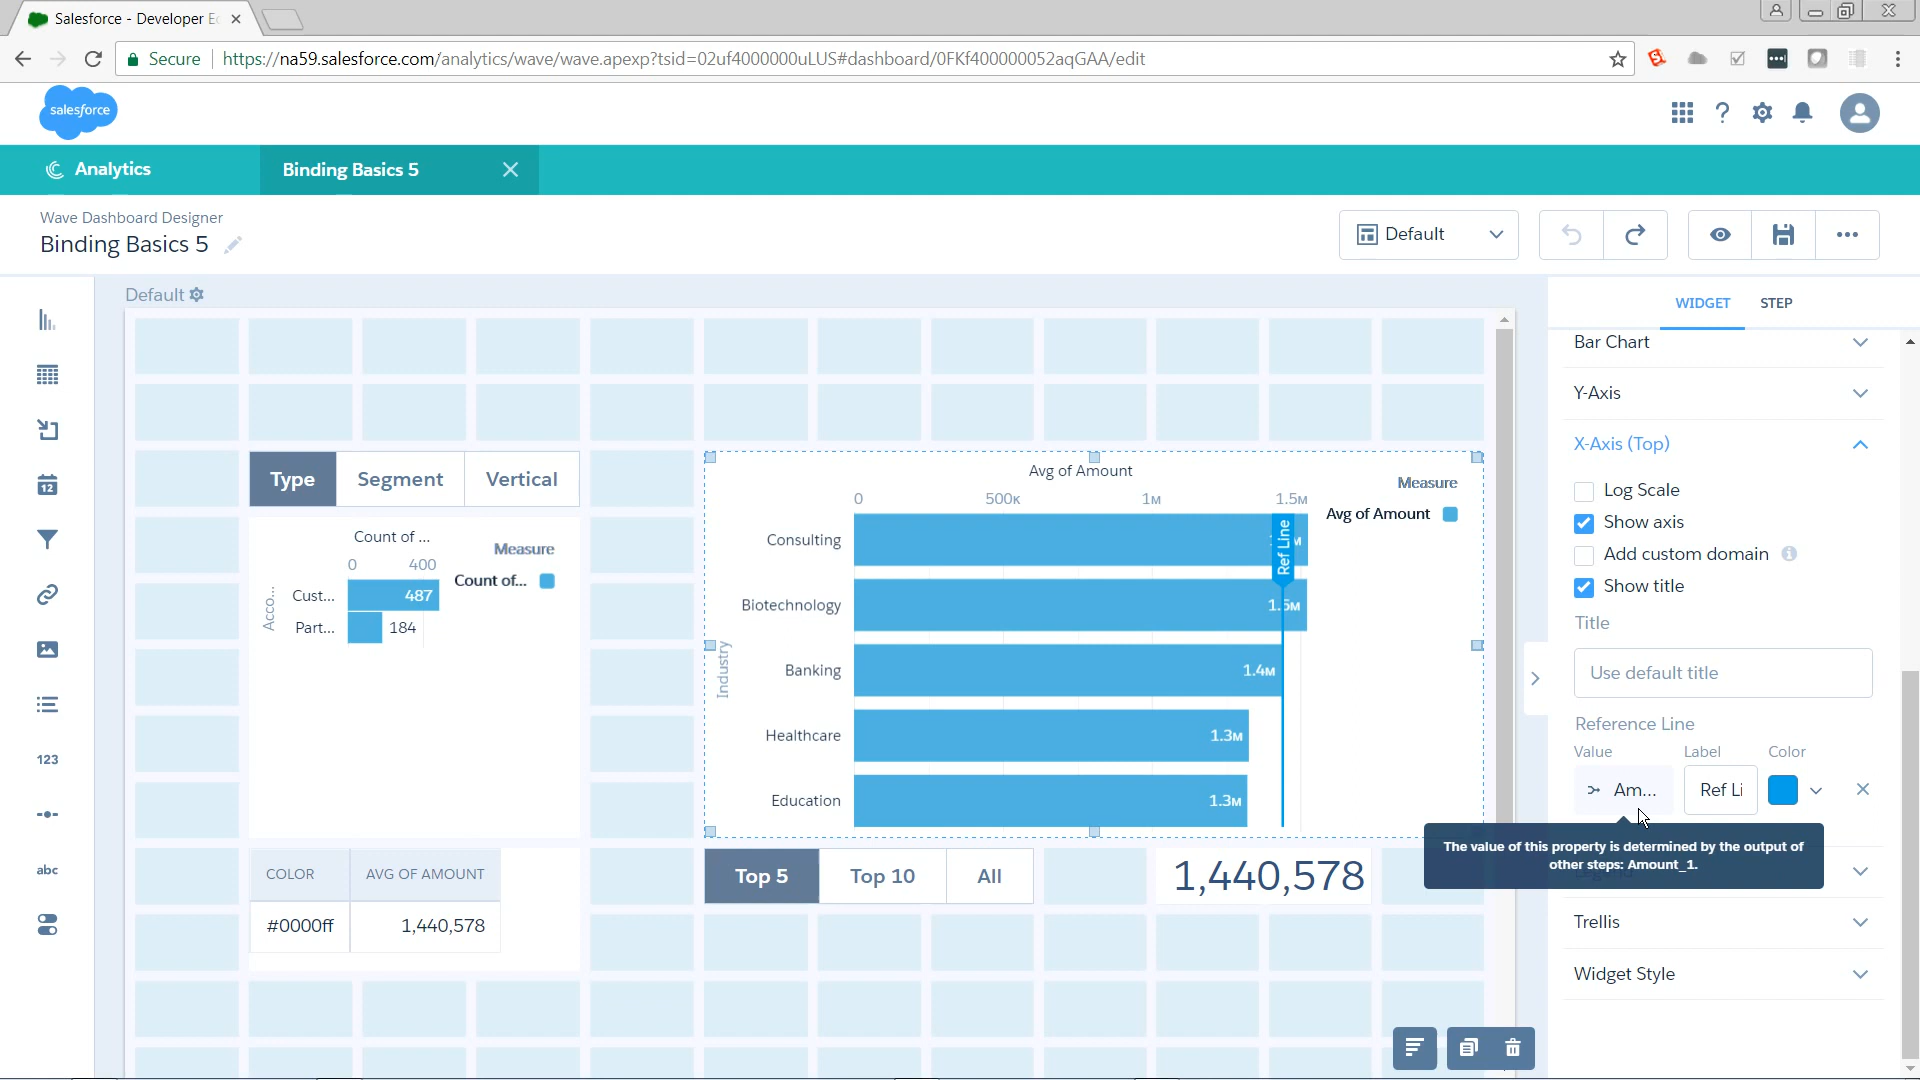 Salesforce - Developer E
Secure
https://na59.salesforce.com/analytics/wave/wave.apexp?tsid=02uf4000000uLUS#dashboard/0FKf400000052aqGAA/edit
salesforce
Analytics
Binding Basics 5
Wave Dashboard Designer
Binding Basics 5
Default
Default
WIDGET
STEP
Bar Chart
Y-Axis
X-Axis (Top)
Log Scale
Show axis
Add custom domain
Show title
Title
Use default title
Reference Line
Value
Label
Color
Am...
Ref Li
The value of this property is determined by the output of
other steps: Amount_1.
Trellis
Widget Style
Type
Segment
Vertical
Count of ...
0
400
Measure
Count of...
Acco...
Cust...
487
Part...
184
Avg of Amount
0
500K
1M
1.5M
Measure
Avg of Amount
Ref Line
Industry
Consulting
Biotechnology
1.5M
Banking
1.4M
Healthcare
1.3M
Education
1.3M
COLOR
AVG OF AMOUNT
#0000ff
1,440,578
Top 5
Top 10
All
1,440,578
12
123
abc